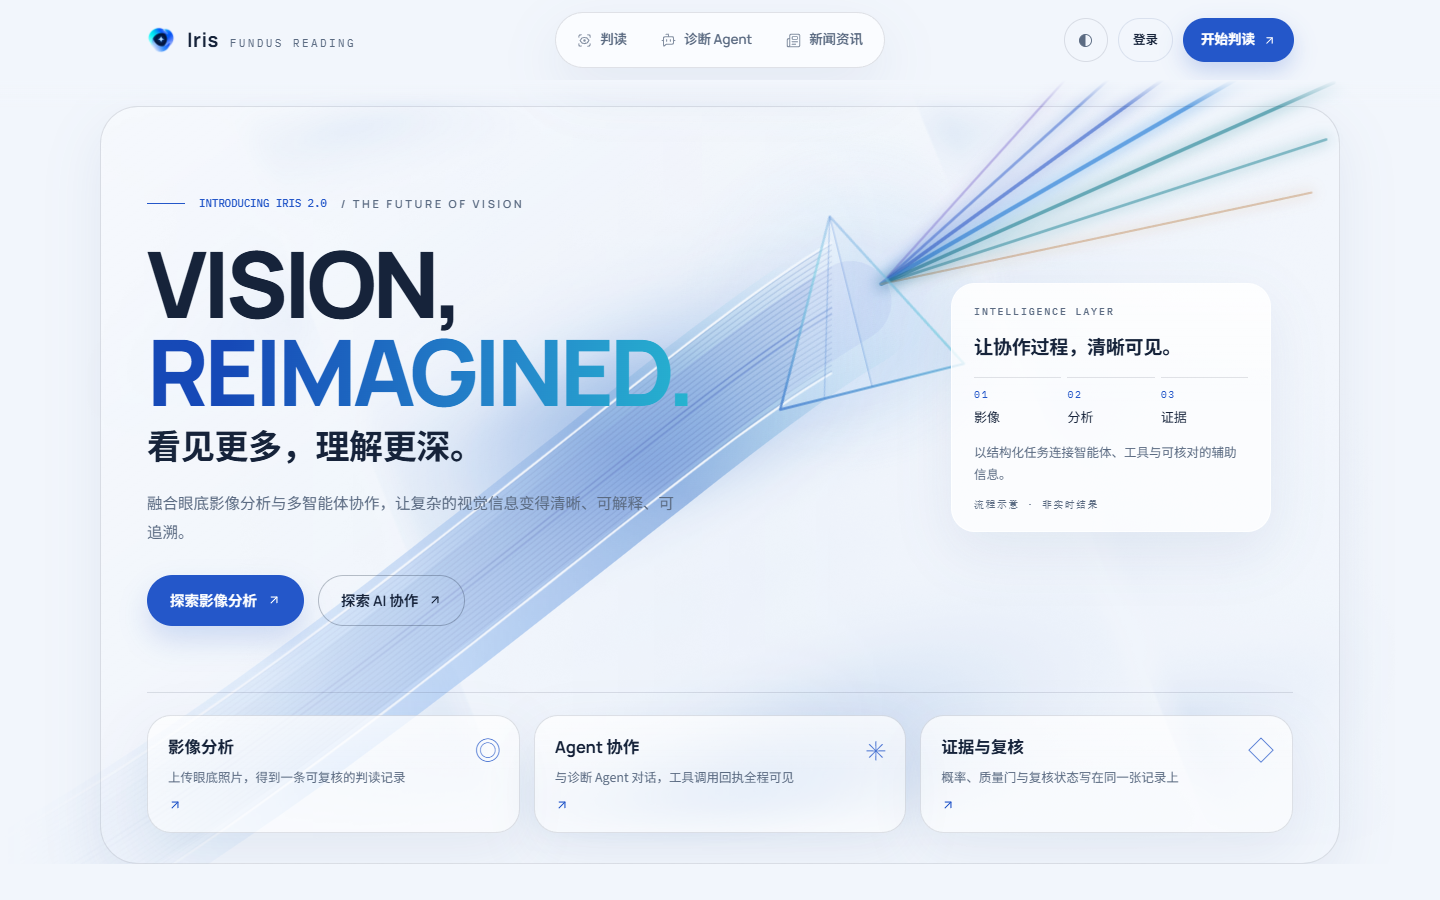 Iris FUNDUS READING
判读
诊断 Agent
新闻资讯
登录
开始判读
INTRODUCING IRIS 2.0 / THE FUTURE OF VISION
VISION,
REIMAGINED.
看见更多，理解更深。
融合眼底影像分析与多智能体协作，让复杂的视觉信息变得清晰、可解释、可
追溯。
探索影像分析
探索 AI 协作
INTELLIGENCE LAYER
让协作过程，清晰可见。
01 02 03
影像 分析 证据
以结构化任务连接智能体、工具与可核对的辅助
信息。
流程示意 · 非实时结果
影像分析
上传眼底照片，得到一条可复核的判读记录
Agent 协作
与诊断 Agent 对话，工具调用回执全程可见
证据与复核
概率、质量门与复核状态写在同一张记录上